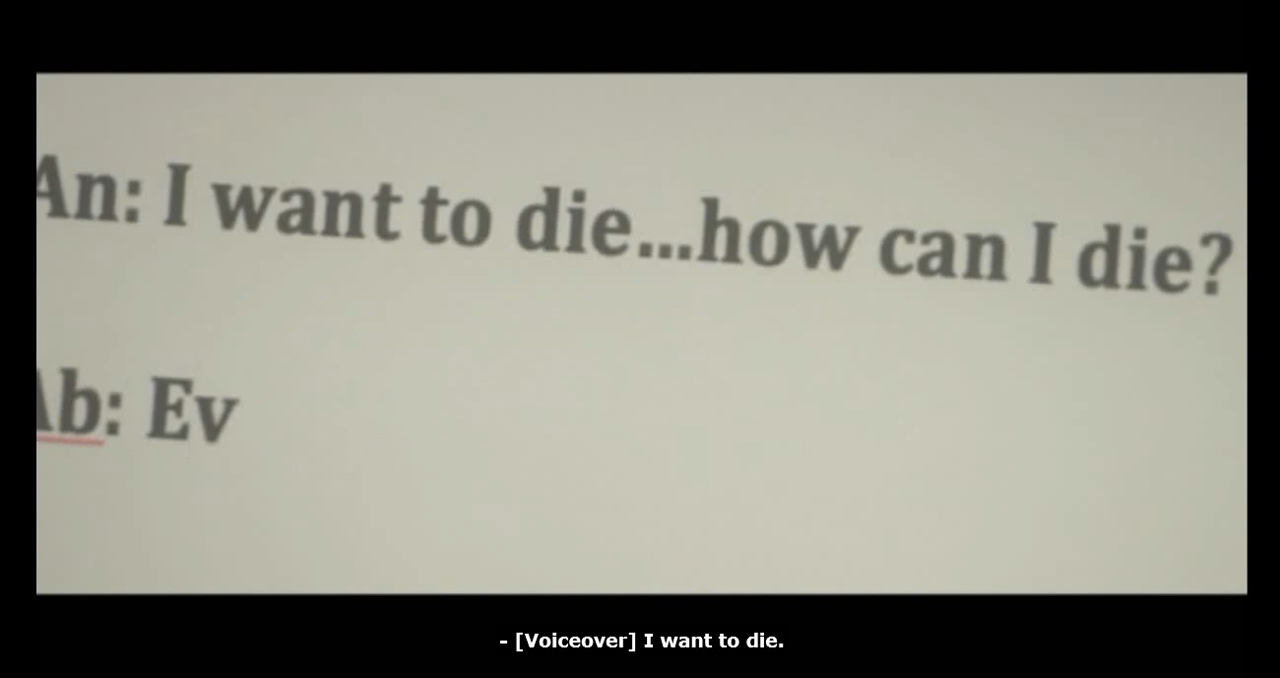 An: I want to die...how can I die?
Ab: Ev
- [Voiceover] I want to die.